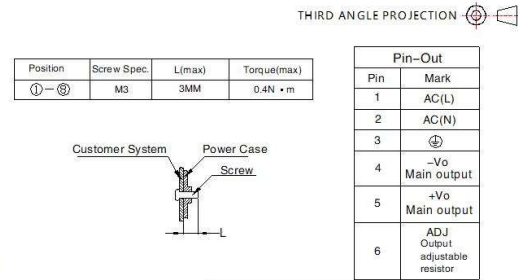 THIRD ANGLE PROJECTION
Position Screw Spec. L(max) Torque(max)
①－⑧ M3 3MM 0.4N • m
Customer System Power Case
Screw
L
Pin-Out
Pin Mark
1 AC(L)
2 AC(N)
3
4 -Vo
Main output
5 +Vo
Main output
6 ADJ
Output
adjustable
resistor